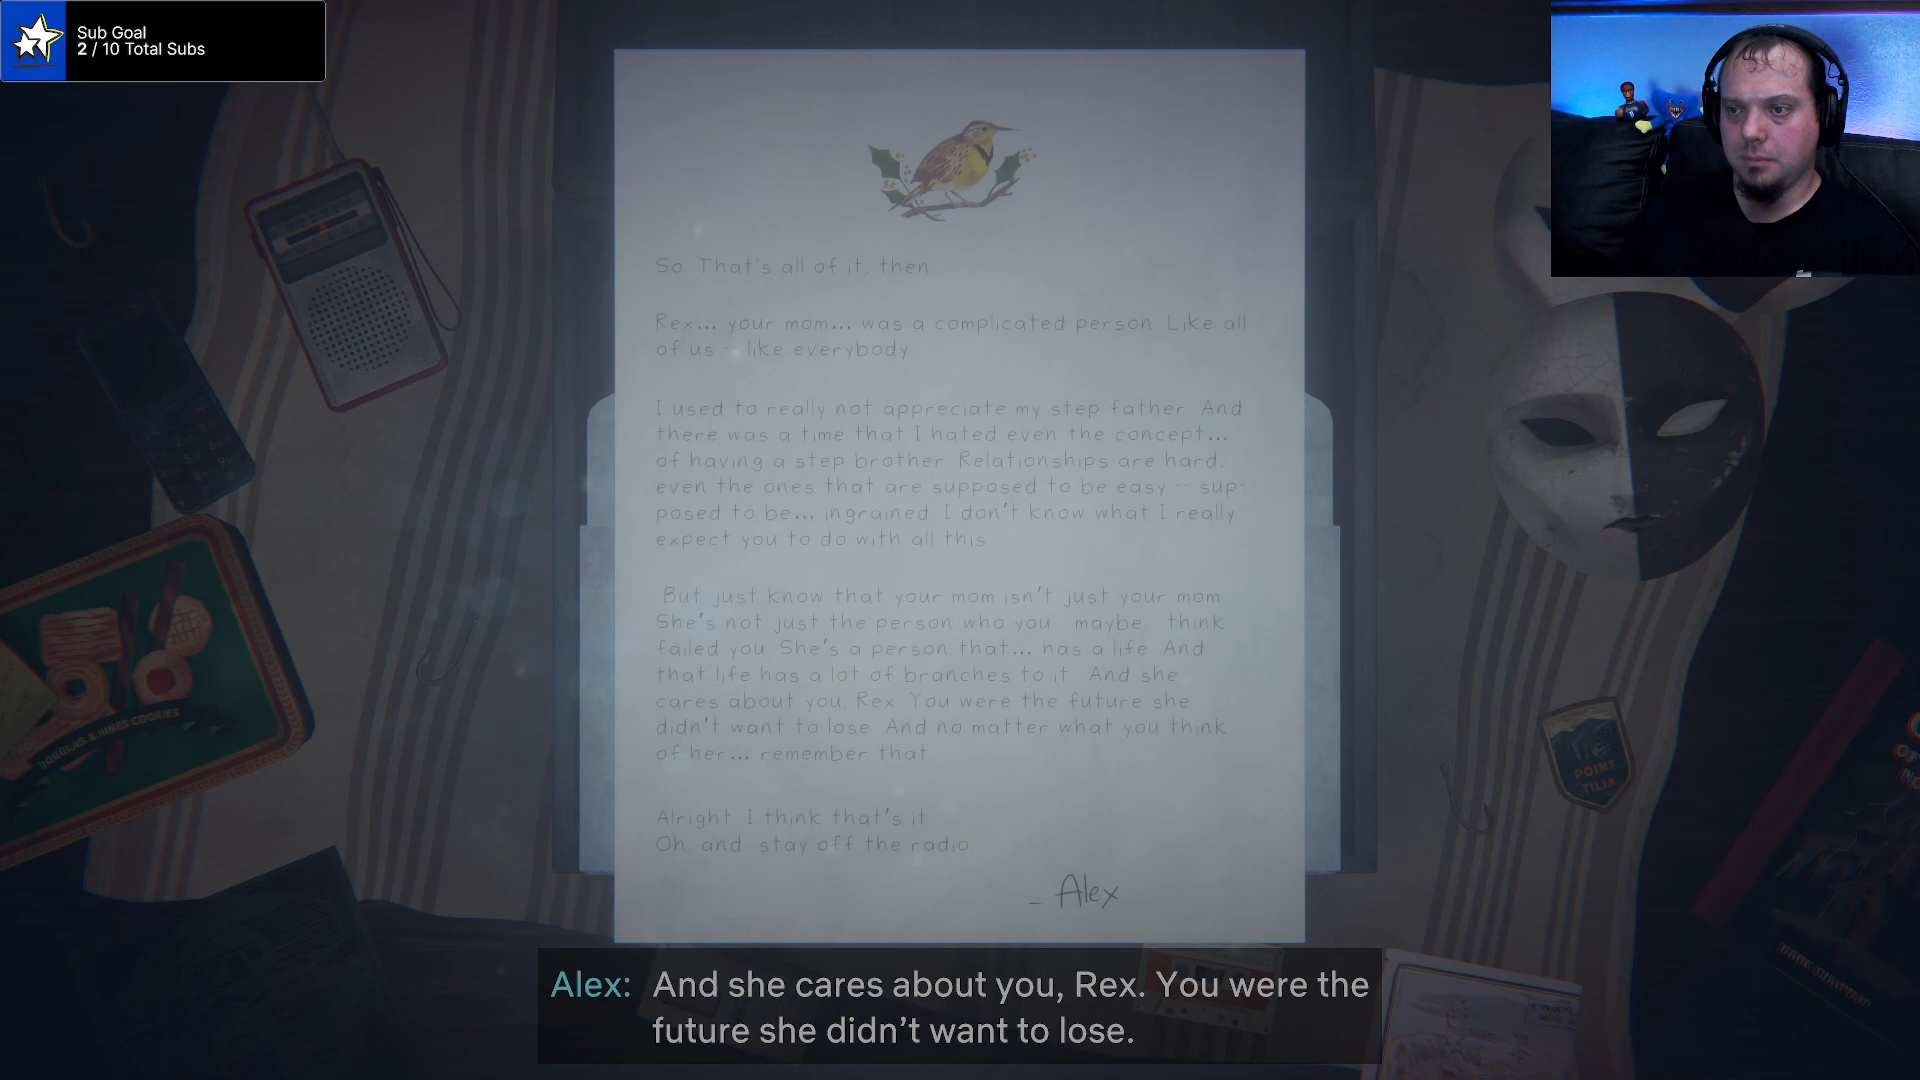 Sub Goal
2 / 10 Total Subs
So. That's all of it, then.
Rex... your mom... was a complicated person. Like all
of us -- like everybody.
I used to really not appreciate my step father. And
there was a time that I hated even the concept...
of having a step brother. Relationships are hard,
even the ones that are supposed to be easy -- sup-
posed to be... ingrained. I don't know what I really
expect you to do with all this.
But just know that your mom isn't just your mom.
She's not just the person who you maybe think
failed you. She's a person that... has a life. And
that life has a lot of branches to it. And she
cares about you, Rex. You were the future she
didn't want to lose. And no matter what you think
of her... remember that.
Alright. I think that's it.
Oh, and stay off the radio.
- Alex
DOUGLAS & HINES COOKIES
POINT
TILIA
Alex: And she cares about you, Rex. You were the
future she didn't want to lose.